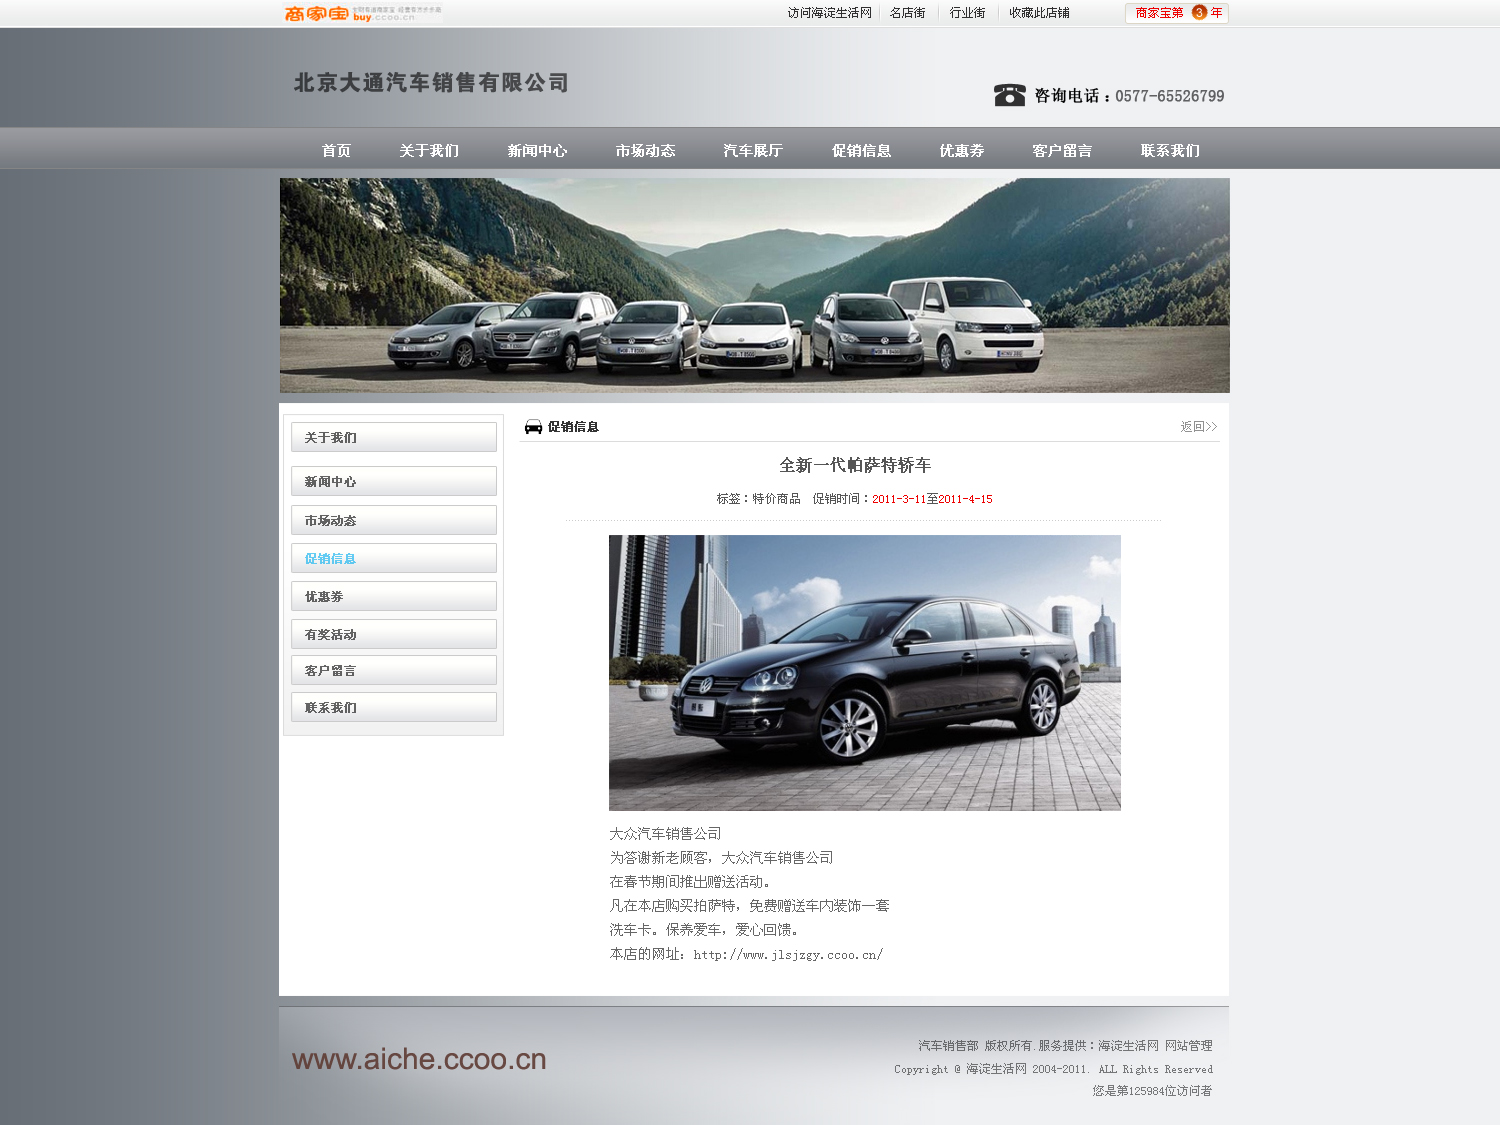 商家宝 buy.ccoo.cn
访问海淀生活网 名店街 行业街 收藏此店铺 商家宝第 3 年
北京大通汽车销售有限公司
咨询电话：0577-65526799
首页 关于我们 新闻中心 市场动态 汽车展厅 促销信息 优惠券 客户留言 联系我们
关于我们
新闻中心
市场动态
促销信息
优惠券
有奖活动
客户留言
联系我们
促销信息 返回>>
全新一代帕萨特轿车
标签：特价商品 促销时间：2011-3-11至2011-4-15
大众汽车销售公司
为答谢新老顾客，大众汽车销售公司
在春节期间推出赠送活动。
凡在本店购买拍萨特，免费赠送车内装饰一套
洗车卡。保养爱车，爱心回馈。
本店的网址：http://www.jlsjzgy.ccoo.cn/
www.aiche.ccoo.cn
汽车销售部 版权所有.服务提供：海淀生活网 网站管理
Copyright @ 海淀生活网 2004-2011. ALL Rights Reserved
您是第125984位访问者